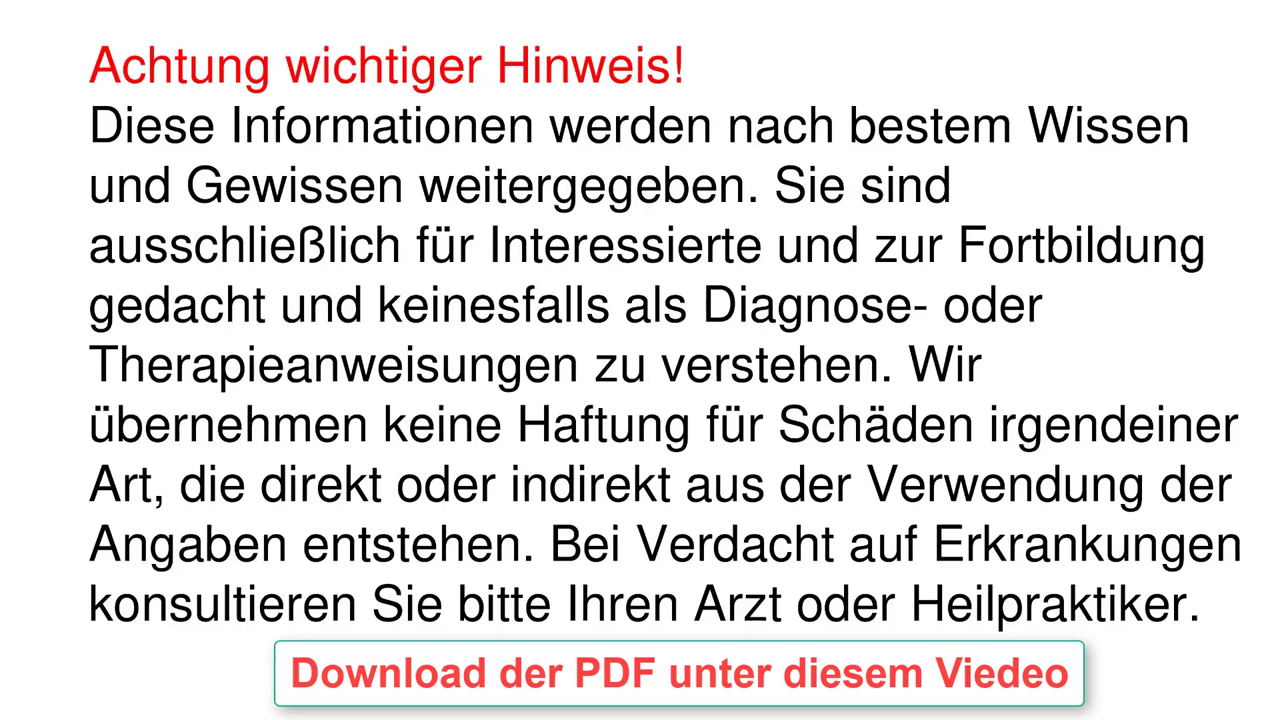 Achtung wichtiger Hinweis!
Diese Informationen werden nach bestem Wissen
und Gewissen weitergegeben. Sie sind
ausschließlich für Interessierte und zur Fortbildung
gedacht und keinesfalls als Diagnose- oder
Therapieanweisungen zu verstehen. Wir
übernehmen keine Haftung für Schäden irgendeiner
Art, die direkt oder indirekt aus der Verwendung der
Angaben entstehen. Bei Verdacht auf Erkrankungen
konsultieren Sie bitte Ihren Arzt oder Heilpraktiker.
Download der PDF unter diesem Viedeo